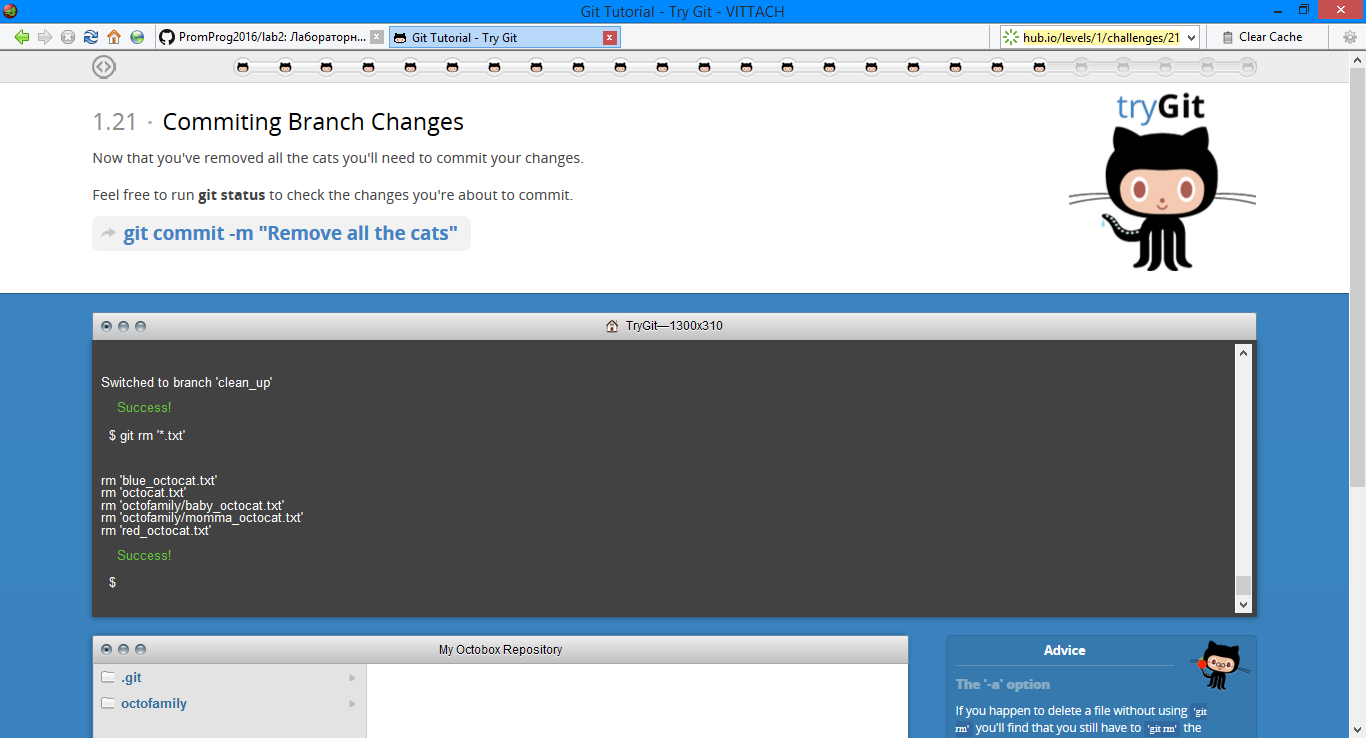 Git Tutorial - Try Git - VITTACH
PromProg2016/lab2: Лабораторн...
Git Tutorial - Try Git
hub.io/levels/1/challenges/21
Clear Cache
tryGit
1.21 · Commiting Branch Changes
Now that you've removed all the cats you'll need to commit your changes.
Feel free to run git status to check the changes you're about to commit.
git commit -m "Remove all the cats"
TryGit—1300x310
Switched to branch 'clean_up'
Success!
$ git rm '*.txt'
rm 'blue_octocat.txt'
rm 'octocat.txt'
rm 'octofamily/baby_octocat.txt'
rm 'octofamily/momma_octocat.txt'
rm 'red_octocat.txt'
Success!
$
My Octobox Repository
.git
octofamily
Advice
The '-a' option
If you happen to delete a file without using 'git
rm' you'll find that you still have to 'git rm' the